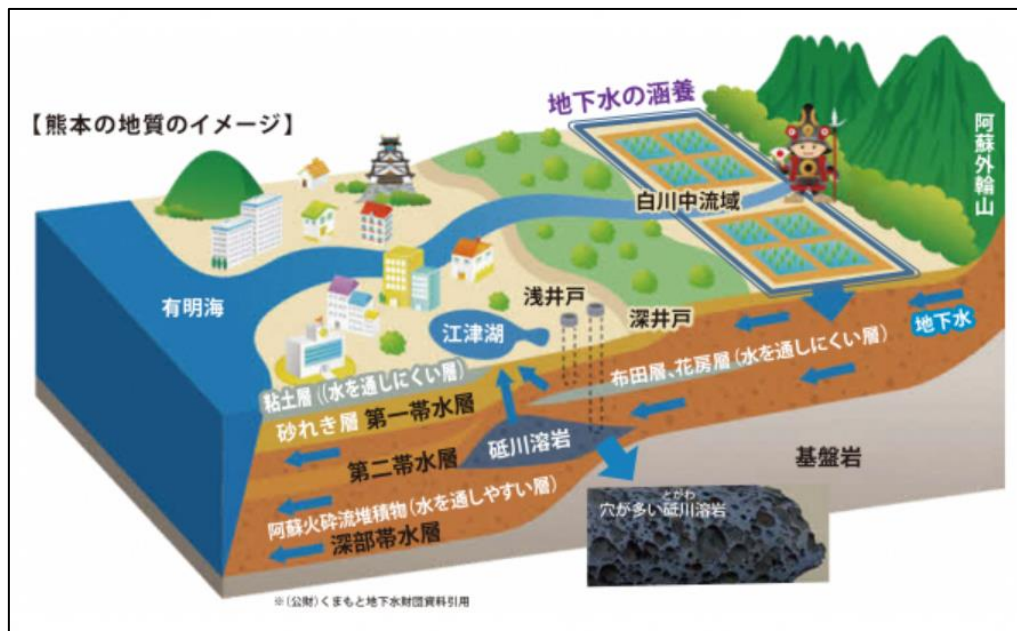 【熊本の地質のイメージ】
地下水の涵養
阿蘇外輪山
白川中流域
有明海
浅井戸
深井戸
地下水
江津湖
布田層、花房層(水を通しにくい層)
粘土層((水を通しにくい層)
砂れき層 第一帯水層
砥川溶岩
第二帯水層
基盤岩
阿蘇火砕流堆積物(水を通しやすい層)
深部帯水層
とがわ
穴が多い砥川溶岩
※(公財)くまもと地下水財団資料引用